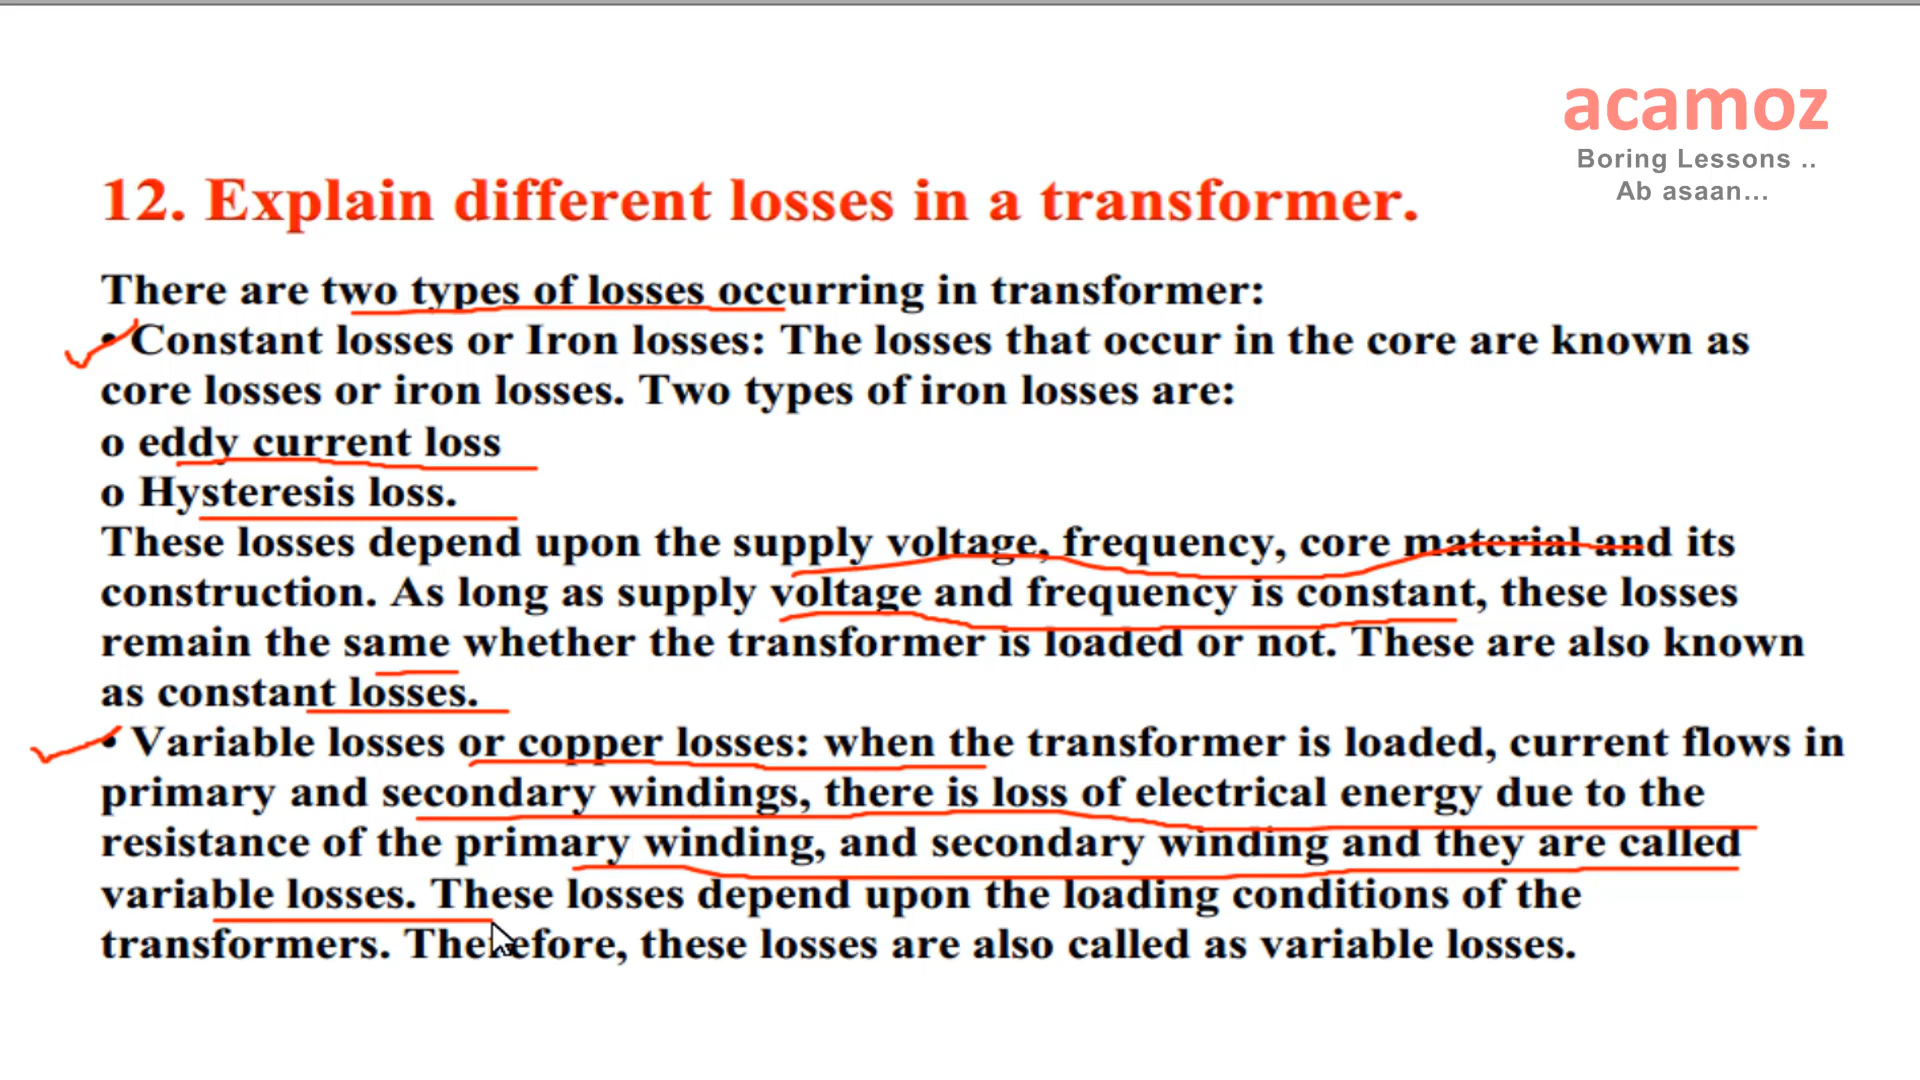 acamoz
Boring Lessons ..
Ab asaan...
12. Explain different losses in a transformer.
There are two types of losses occurring in transformer:
• Constant losses or Iron losses: The losses that occur in the core are known as
core losses or iron losses. Two types of iron losses are:
o eddy current loss
o Hysteresis loss.
These losses depend upon the supply voltage, frequency, core material and its
construction. As long as supply voltage and frequency is constant, these losses
remain the same whether the transformer is loaded or not. These are also known
as constant losses.
• Variable losses or copper losses: when the transformer is loaded, current flows in
primary and secondary windings, there is loss of electrical energy due to the
resistance of the primary winding, and secondary winding and they are called
variable losses. These losses depend upon the loading conditions of the
transformers. Therefore, these losses are also called as variable losses.